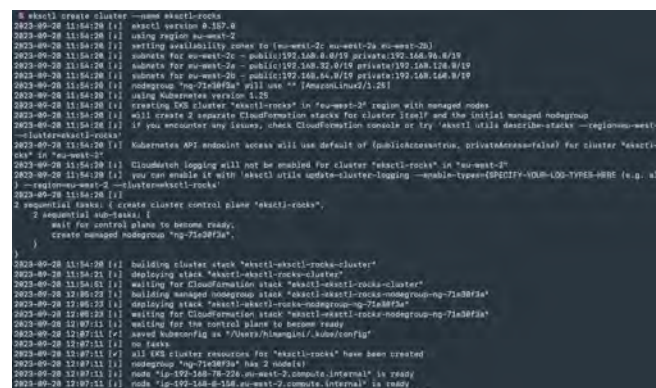 $ eksctl create cluster --name eksctl-rocks
2023-09-28 11:54:20 [ℹ] eksctl version 0.157.0
2023-09-28 11:54:20 [ℹ] using region eu-west-2
2023-09-28 11:54:20 [ℹ] setting availability zones to [eu-west-2c eu-west-2a eu-west-2b]
2023-09-28 11:54:20 [ℹ] subnets for eu-west-2c - public:192.168.0.0/19 private:192.168.96.0/19
2023-09-28 11:54:20 [ℹ] subnets for eu-west-2a - public:192.168.32.0/19 private:192.168.128.0/19
2023-09-28 11:54:20 [ℹ] subnets for eu-west-2b - public:192.168.64.0/19 private:192.168.160.0/19
2023-09-28 11:54:20 [ℹ] nodegroup "ng-71e30f3a" will use "" [AmazonLinux2/1.25]
2023-09-28 11:54:20 [ℹ] using Kubernetes version 1.25
2023-09-28 11:54:20 [ℹ] creating EKS cluster "eksctl-rocks" in "eu-west-2" region with managed nodes
2023-09-28 11:54:20 [ℹ] will create 2 separate CloudFormation stacks for cluster itself and the initial managed nodegroup
2023-09-28 11:54:20 [ℹ] if you encounter any issues, check CloudFormation console or try 'eksctl utils describe-stacks --region=eu-west-
--cluster=eksctl-rocks'
2023-09-28 11:54:20 [ℹ] Kubernetes API endpoint access will use default of {publicAccess=true, privateAccess=false} for cluster "eksctl-
cks" in "eu-west-2"
2023-09-28 11:54:20 [ℹ] CloudWatch logging will not be enabled for cluster "eksctl-rocks" in "eu-west-2"
2023-09-28 11:54:20 [ℹ] you can enable it with 'eksctl utils update-cluster-logging --enable-types={SPECIFY-YOUR-LOG-TYPES-HERE (e.g. al
} --region=eu-west-2 --cluster=eksctl-rocks'
2023-09-28 11:54:20 [ℹ]
2 sequential tasks: { create cluster control plane "eksctl-rocks",
2 sequential sub-tasks: {
wait for control plane to become ready,
create managed nodegroup "ng-71e30f3a",
}
}
2023-09-28 11:54:20 [ℹ] building cluster stack "eksctl-eksctl-rocks-cluster"
2023-09-28 11:54:21 [ℹ] deploying stack "eksctl-eksctl-rocks-cluster"
2023-09-28 11:54:51 [ℹ] waiting for CloudFormation stack "eksctl-eksctl-rocks-cluster"
2023-09-28 12:05:23 [ℹ] building managed nodegroup stack "eksctl-eksctl-rocks-nodegroup-ng-71e30f3a"
2023-09-28 12:05:23 [ℹ] deploying stack "eksctl-eksctl-rocks-nodegroup-ng-71e30f3a"
2023-09-28 12:05:23 [ℹ] waiting for CloudFormation stack "eksctl-eksctl-rocks-nodegroup-ng-71e30f3a"
2023-09-28 12:07:11 [ℹ] waiting for the control plane to become ready
2023-09-28 12:07:11 [✔] saved kubeconfig as "/Users/himangini/.kube/config"
2023-09-28 12:07:11 [ℹ] no tasks
2023-09-28 12:07:11 [✔] all EKS cluster resources for "eksctl-rocks" have been created
2023-09-28 12:07:11 [ℹ] nodegroup "ng-71e30f3a" has 2 node(s)
2023-09-28 12:07:11 [ℹ] node "ip-192-168-78-226.eu-west-2.compute.internal" is ready
2023-09-28 12:07:11 [ℹ] node "ip-192-168-8-158.eu-west-2.compute.internal" is ready